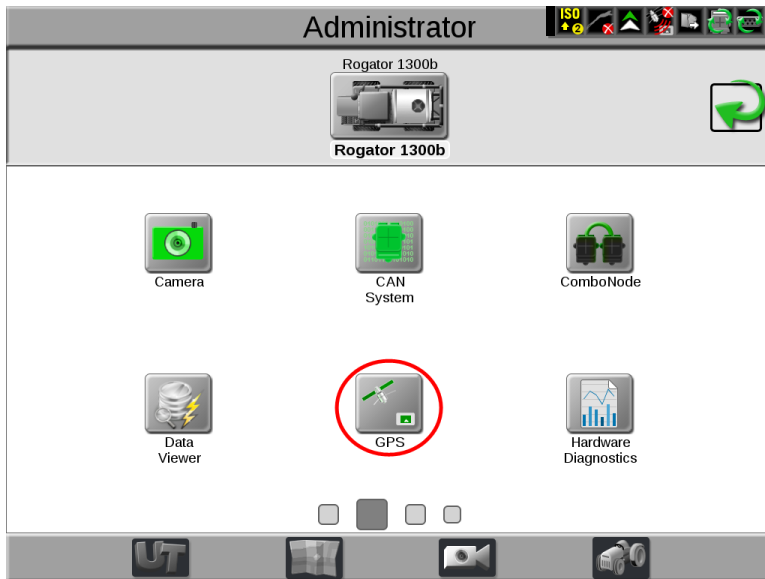 Administrator
ISO
2
Rogator 1300b
Rogator 1300b
Camera
CAN
System
ComboNode
Data
Viewer
GPS
Hardware
Diagnostics
UT